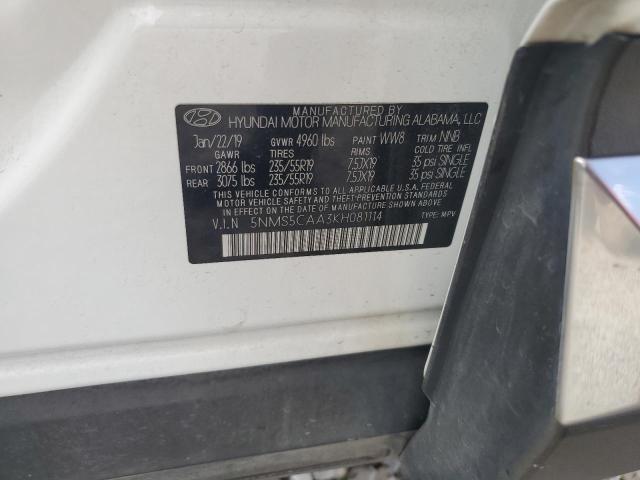 MANUFACTURED BY
HYUNDAI MOTOR MANUFACTURING ALABAMA, LLC
Jan/22/19 GVWR 4960 lbs PAINT WW8 TRIM NNB
GAWR TIRES RIMS COLD TIRE INFL.
FRONT 2866 lbs 235/55R19 7.5JX19 35 psi SINGLE
REAR 3075 lbs 235/55R19 7.5JX19 35 psi SINGLE
THIS VEHICLE CONFORMS TO ALL APPLICABLE U.S.A. FEDERAL
MOTOR VEHICLE SAFETY AND THEFT-PREVENTION STANDARDS
IN EFFECT ON THE DATE OF MANUFACTURE SHOWN ABOVE.
V.I.N 5NMS5CAA3KH081114 TYPE: MPV